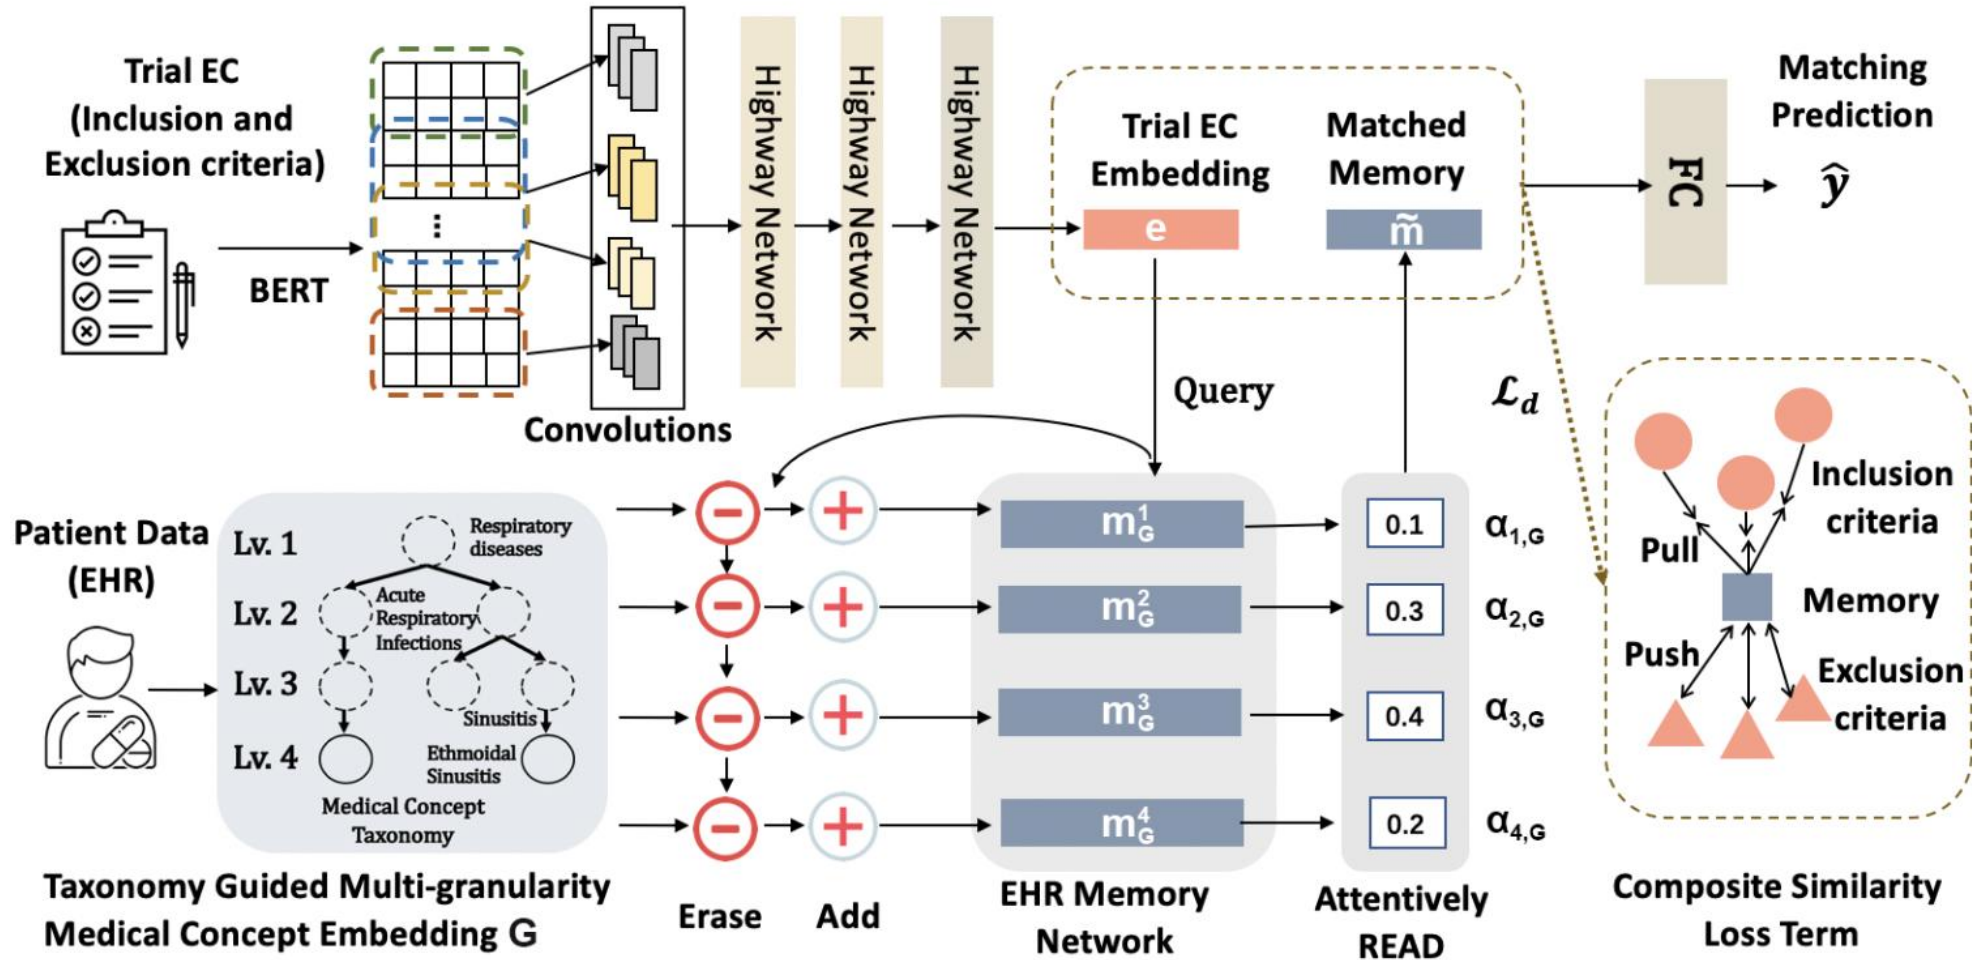 Trial EC
(Inclusion and
Exclusion criteria)
BERT
...
Convolutions
Highway Network
Highway Network
Highway Network
Trial EC
Embedding
e
Matched
Memory
m̃
FC
Matching
Prediction
ŷ
Query
ℒd
Patient Data
(EHR)
Lv. 1
Respiratory
diseases
Lv. 2
Acute
Respiratory
Infections
Lv. 3
Sinusitis
Lv. 4
Ethmoidal
Sinusitis
Medical Concept
Taxonomy
Taxonomy Guided Multi-granularity
Medical Concept Embedding G
Erase
Add
m¹G
m²G
m³G
m⁴G
EHR Memory
Network
0.1
α1,G
0.3
α2,G
0.4
α3,G
0.2
α4,G
Attentively
READ
Inclusion
criteria
Pull
Memory
Push
Exclusion
criteria
Composite Similarity
Loss Term